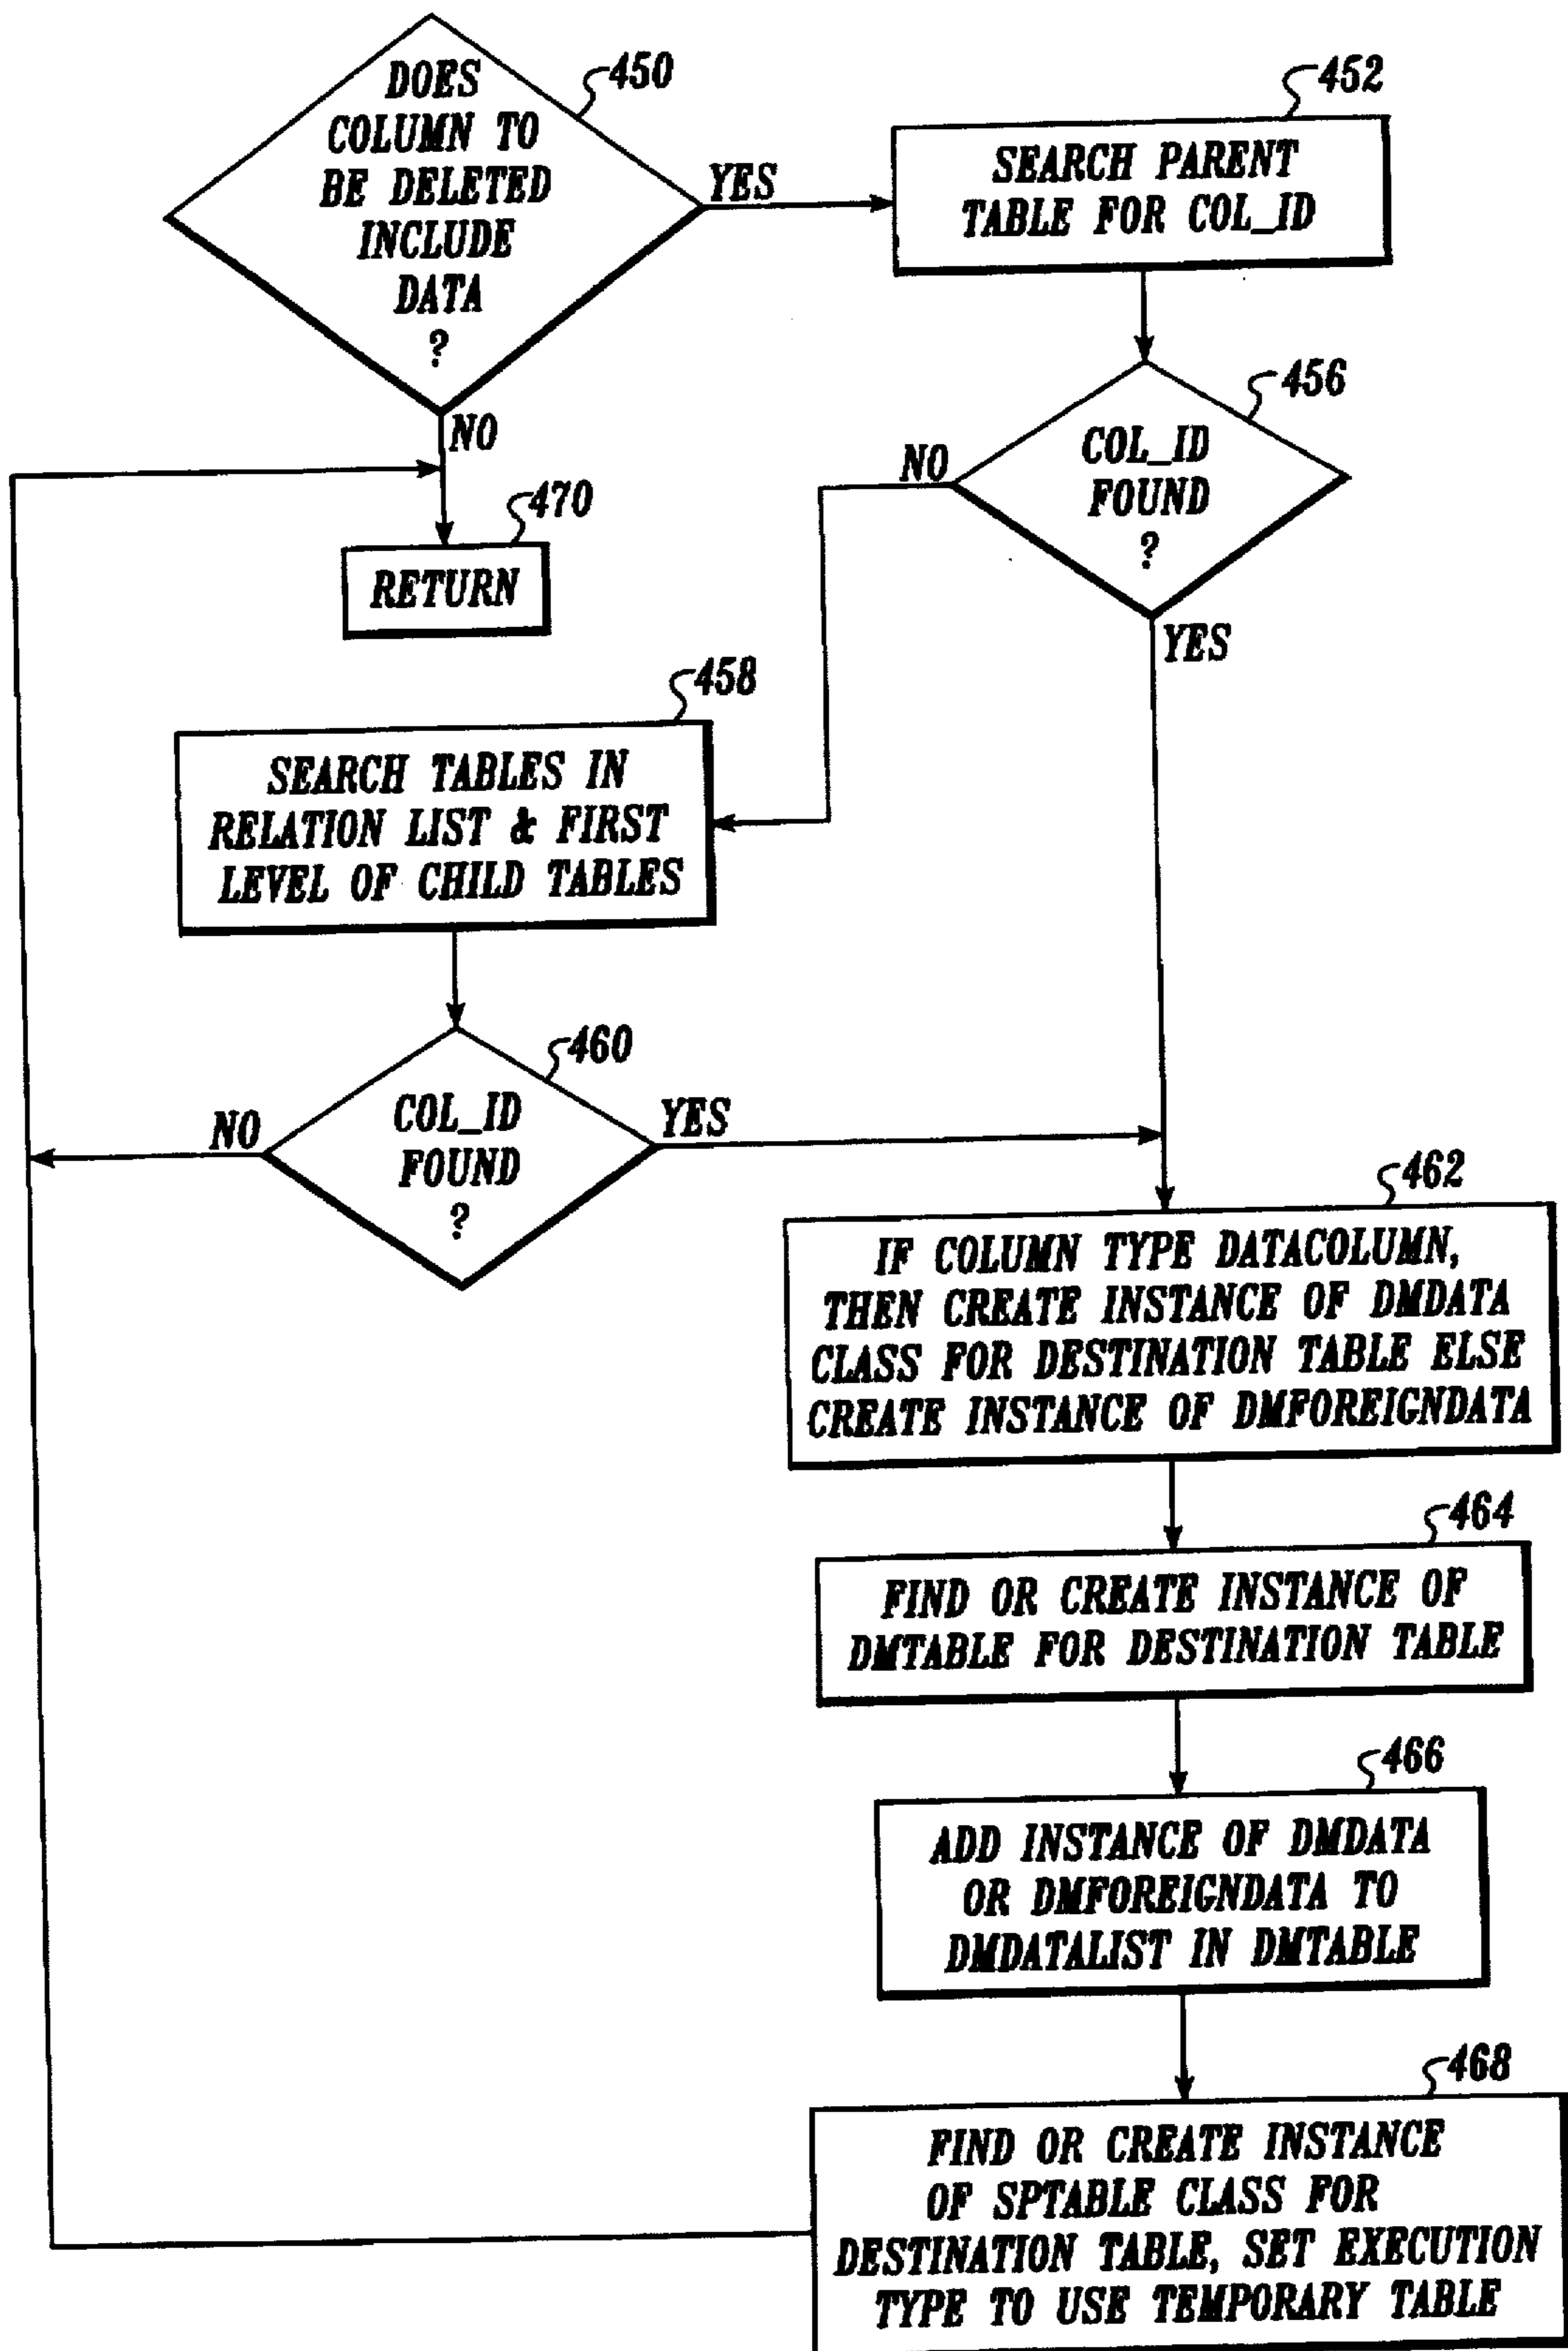 DOES
COLUMN TO
BE DELETED
INCLUDE
DATA
?
450
YES
NO
452
SEARCH PARENT
TABLE FOR COL_ID
456
COL_ID
FOUND
?
NO
YES
470
RETURN
458
SEARCH TABLES IN
RELATION LIST & FIRST
LEVEL OF CHILD TABLES
460
COL_ID
FOUND
?
NO
YES
462
IF COLUMN TYPE DATACOLUMN,
THEN CREATE INSTANCE OF DMDATA
CLASS FOR DESTINATION TABLE ELSE
CREATE INSTANCE OF DMFOREIGNDATA
464
FIND OR CREATE INSTANCE OF
DMTABLE FOR DESTINATION TABLE
466
ADD INSTANCE OF DMDATA
OR DMFOREIGNDATA TO
DMDATALIST IN DMTABLE
468
FIND OR CREATE INSTANCE
OF SPTABLE CLASS FOR
DESTINATION TABLE, SET EXECUTION
TYPE TO USE TEMPORARY TABLE